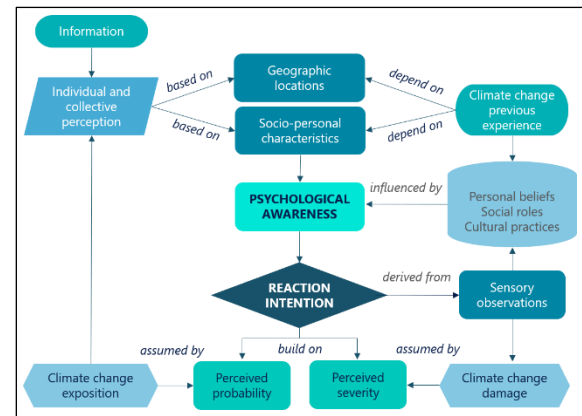 Information
Individual and
collective
perception
based on
based on
Geographic
locations
Socio-personal
characteristics
depend on
depend on
Climate change
previous
experience
PSYCHOLOGICAL
AWARENESS
influenced by
Personal beliefs
Social roles
Cultural practices
REACTION
INTENTION
derived from
Sensory
observations
assumed by
build on
assumed by
Climate change
exposition
Perceived
probability
Perceived
severity
Climate change
damage